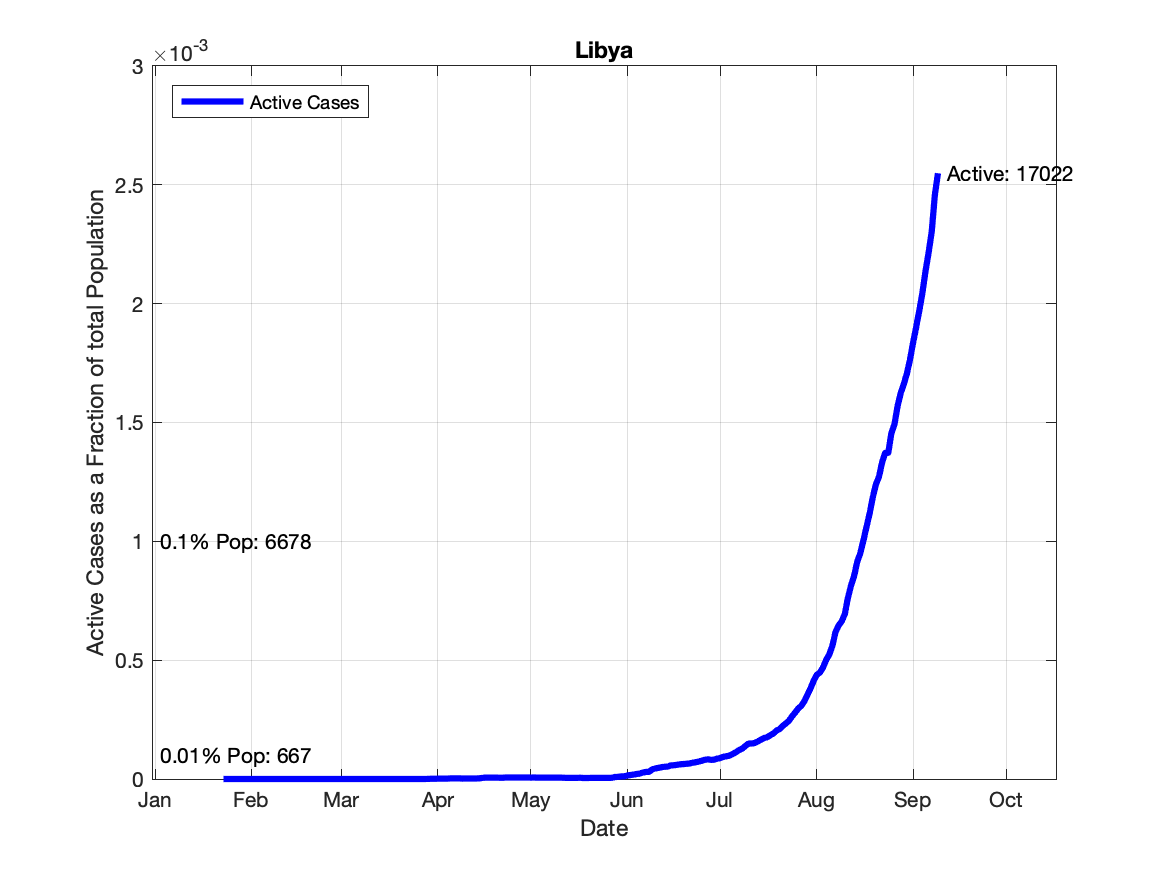 Libya
×10-3
3
2.5
2
1.5
1
0.5
0
Active Cases as a Fraction of total Population
Active Cases
Active: 17022
0.1% Pop: 6678
0.01% Pop: 667
Jan Feb Mar Apr May Jun Jul Aug Sep Oct
Date